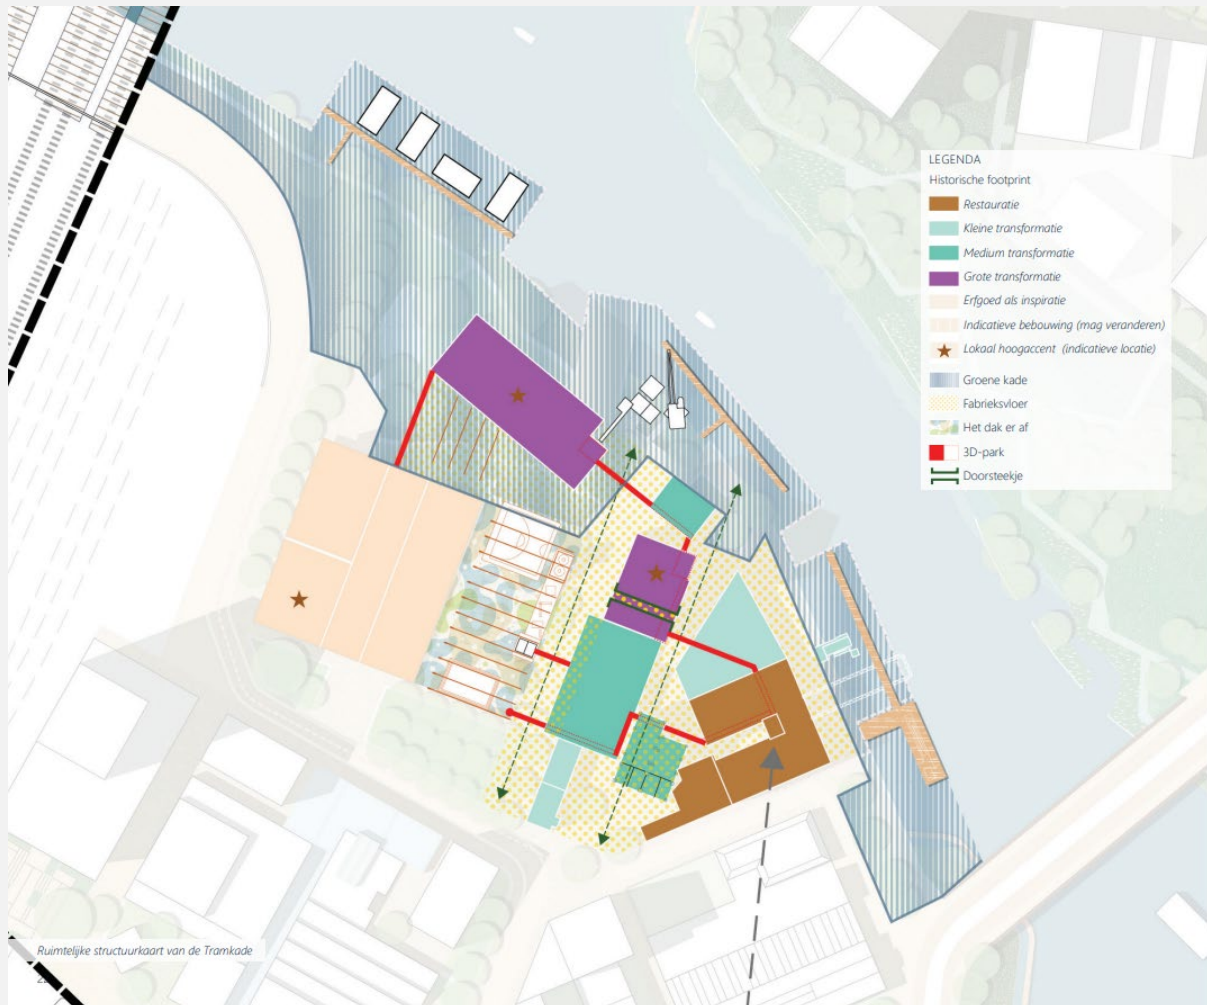 LEGENDA
Historische footprint
Restauratie
Kleine transformatie
Medium transformatie
Grote transformatie
Erfgoed als inspiratie
Indicatieve bebouwing (mag veranderen)
Lokaal hoogaccent (indicatieve locatie)
Groene kade
Fabrieksvloer
Het dak er af
3D-park
Doorsteekje
Ruimtelijke structuurkaart van de Tramkade